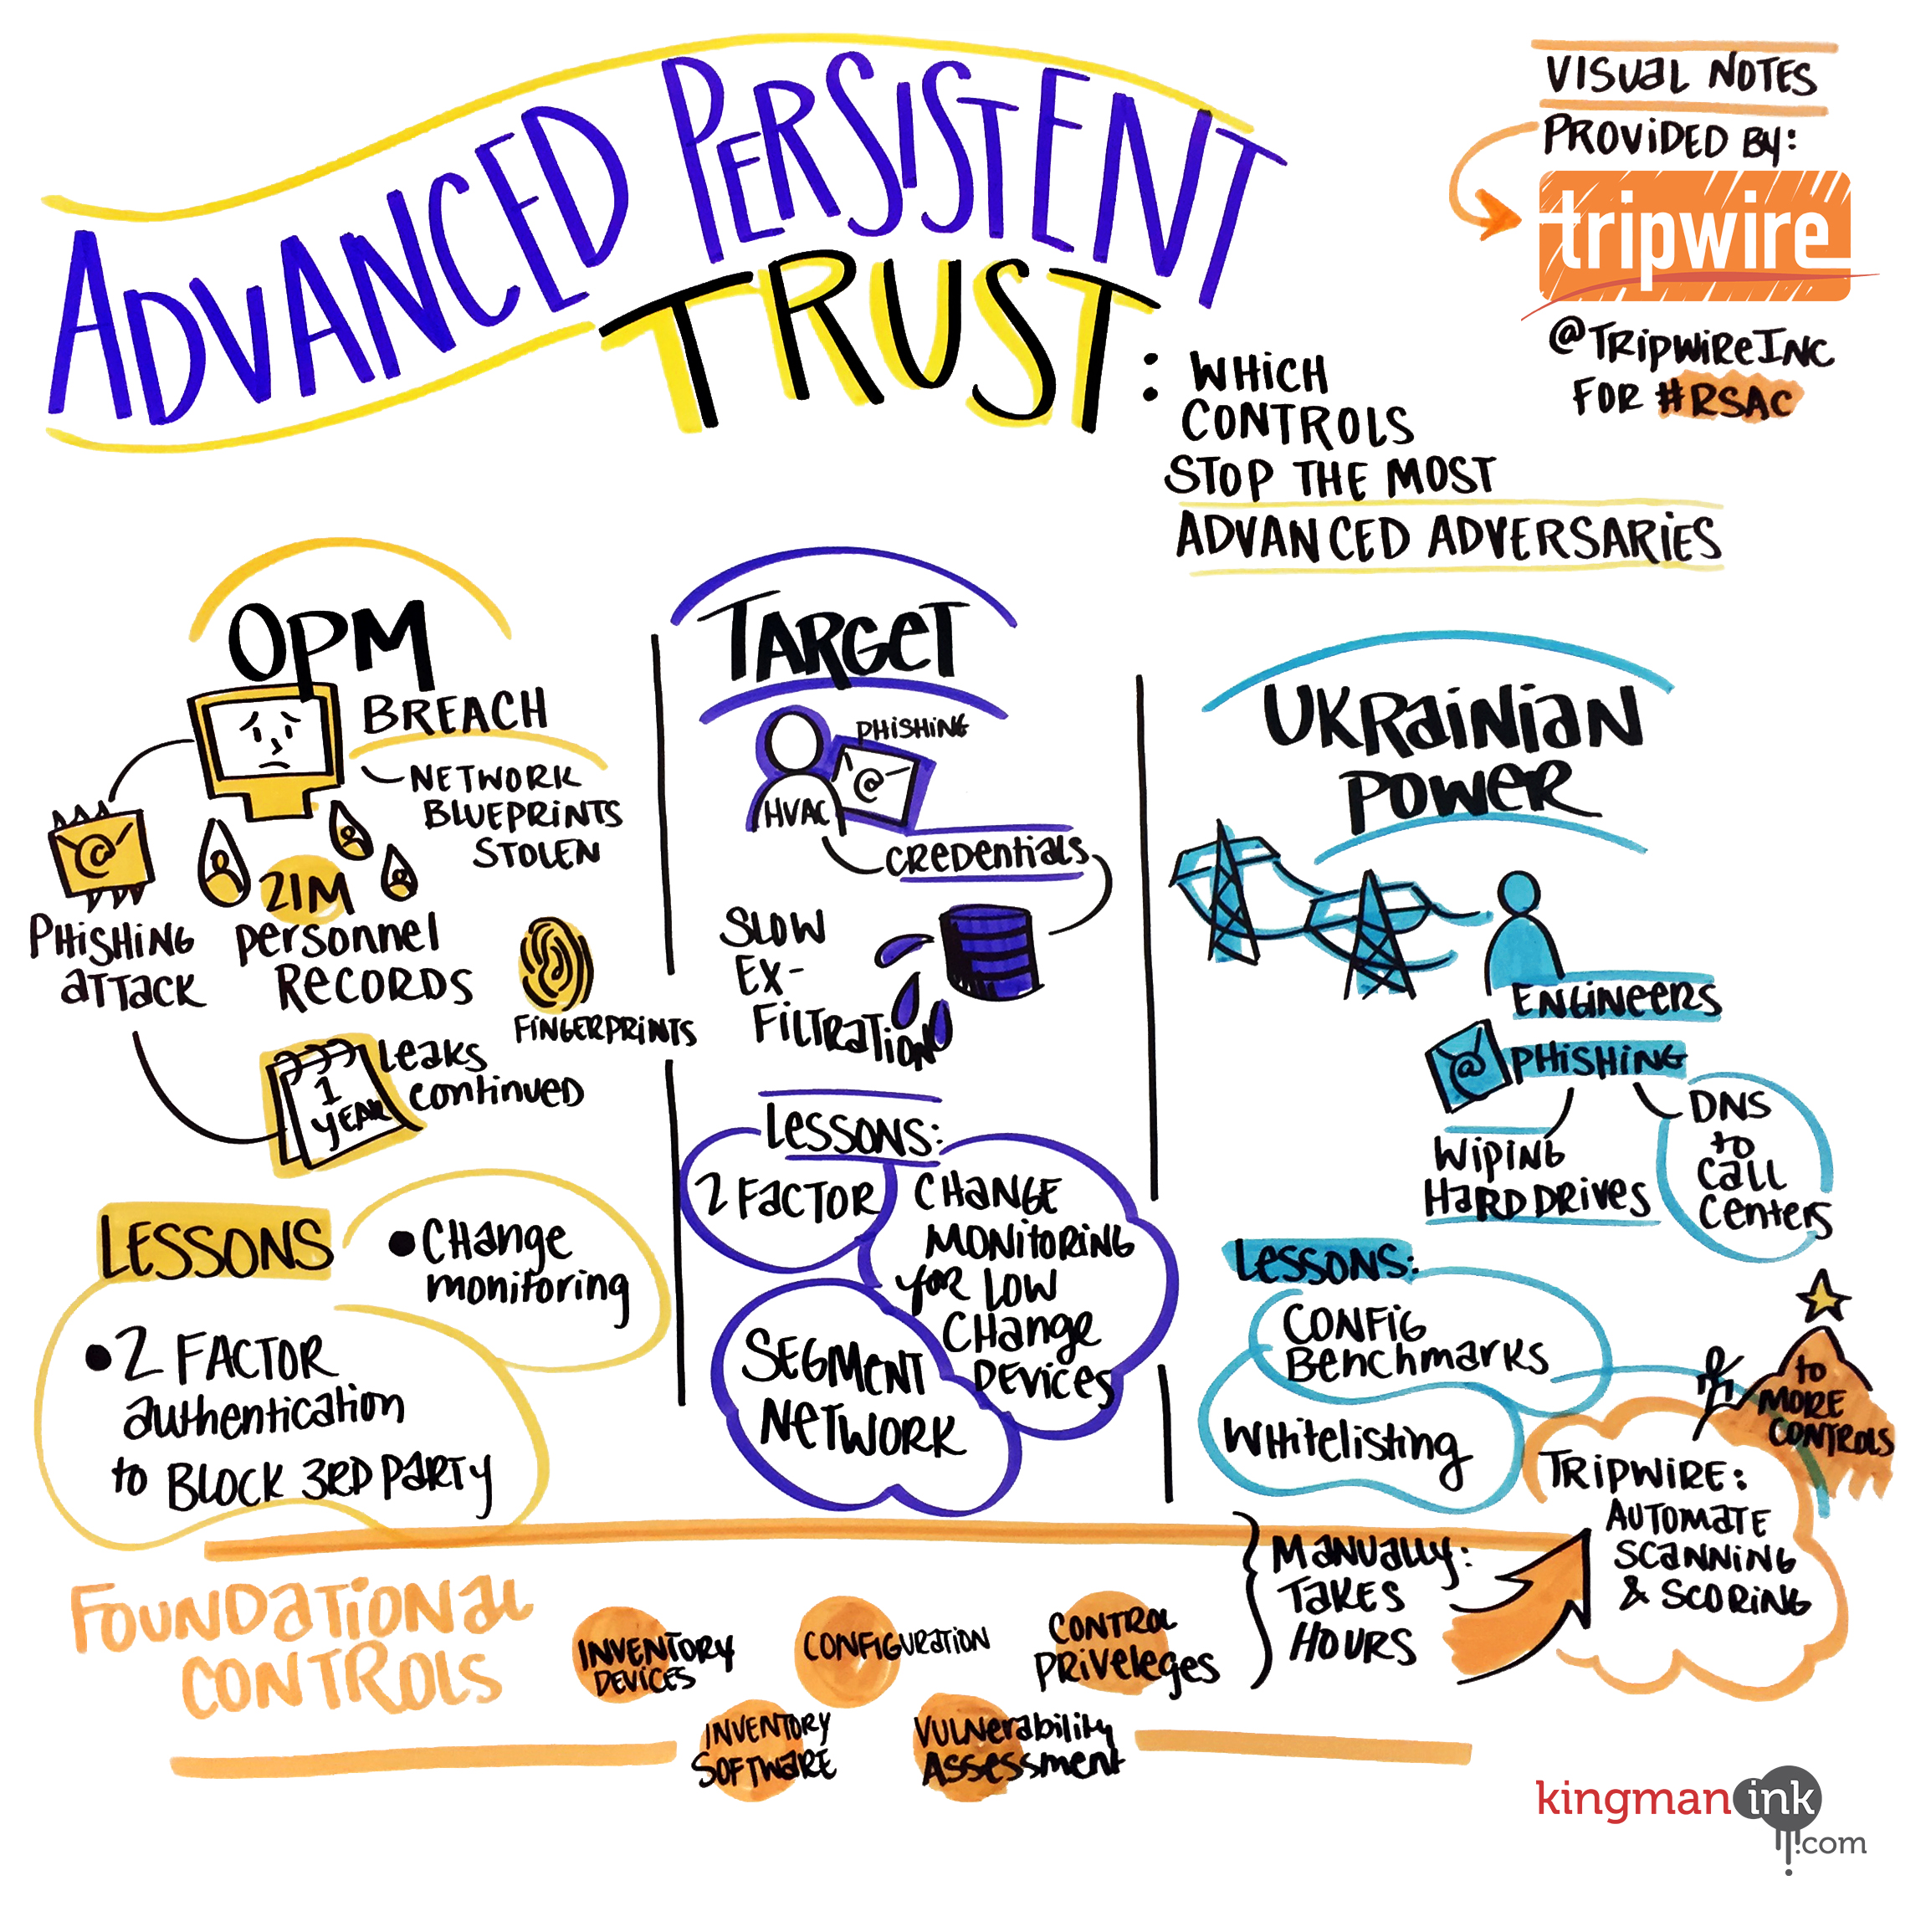 ADVANCED PERSISTENT
TRUST:
WHICH
CONTROLS
STOP THE MOST
ADVANCED ADVERSARIES
VISUAL NOTES
PROVIDED BY:
tripwire
@TRIPWIREINC
FOR #RSAC
OPM
BREACH
NETWORK
BLUEPRINTS
STOLEN
@
PHISHING
ATTACK
21M
PERSONNEL
RECORDS
FINGERPRINTS
1
YEAR
LEAKS
CONTINUED
LESSONS
• CHANGE
MONITORING
• 2 FACTOR
AUTHENTICATION
TO BLOCK 3RD PARTY
TARGET
PHISHING
@
HVAC
CREDENTIALS
SLOW
EX-
FILTRATION
LESSONS:
2 FACTOR
CHANGE
MONITORING
FOR LOW
CHANGE
DEVICES
SEGMENT
NETWORK
UKRAINIAN
POWER
ENGINEERS
@
PHISHING
WIPING
HARD DRIVES
DNS
TO
CALL
CENTERS
LESSONS:
CONFIG
BENCHMARKS
WHITELISTING
TO
MORE
CONTROLS
TRIPWIRE:
AUTOMATE
SCANNING
& SCORING
MANUALLY:
TAKES
HOURS
FOUNDATIONAL
CONTROLS
INVENTORY
DEVICES
CONFIGURATION
CONTROL
PRIVELEGES
INVENTORY
SOFTWARE
VULNERABILITY
ASSESSMENT
kingman ink
.com